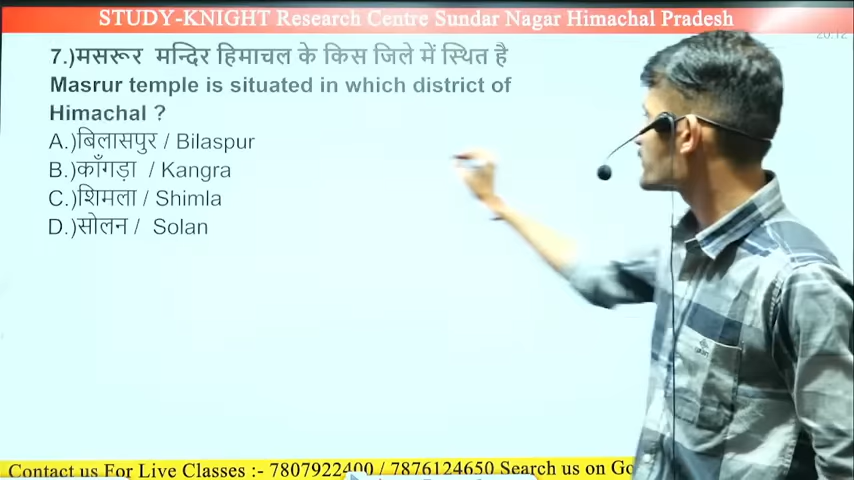 STUDY-KNIGHT Research Centre Sundar Nagar Himachal Pradesh
20:12
7.)मसरूर मन्दिर हिमाचल के किस जिले में स्थित है
Masrur temple is situated in which district of
Himachal ?
A.)बिलासपुर / Bilaspur
B.)काँगड़ा / Kangra
C.)शिमला / Shimla
D.)सोलन / Solan
Contact us For Live Classes :- 7807922400 / 7876124650 Search us on